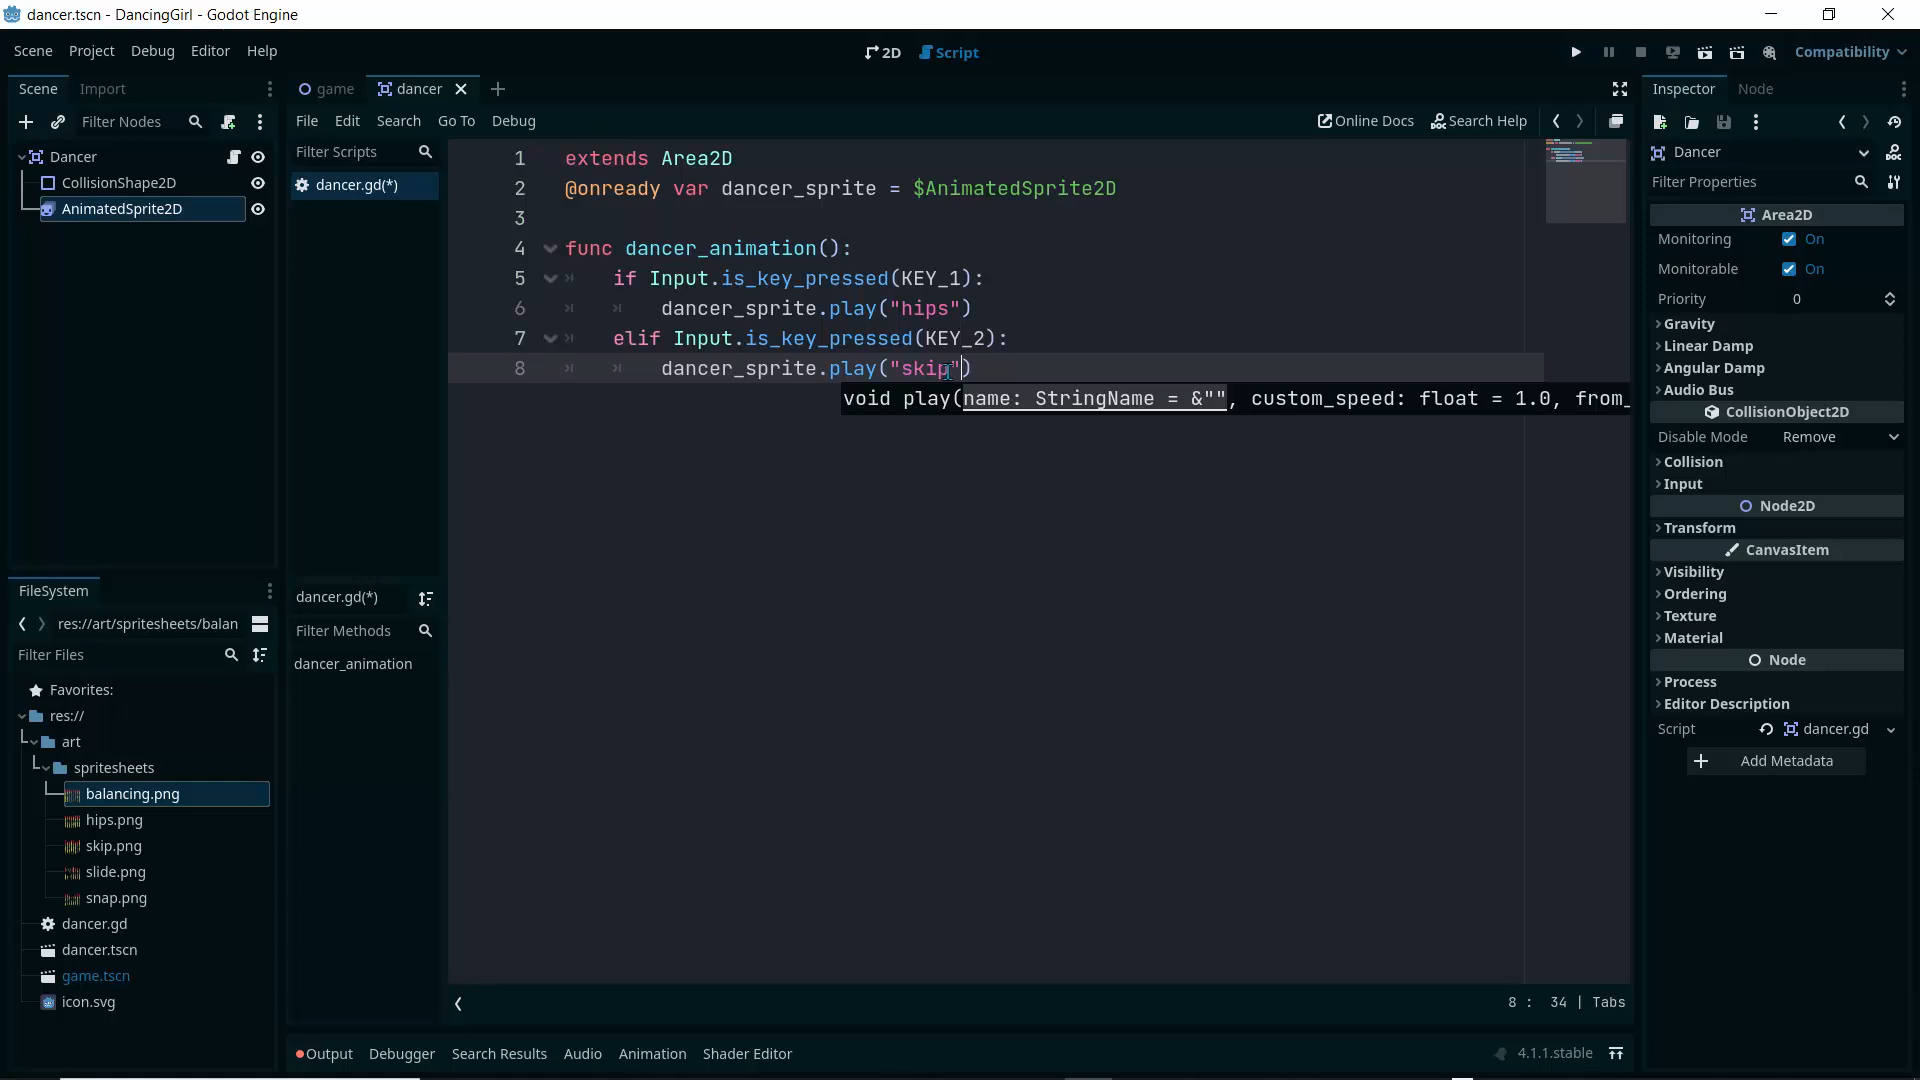 dancer.tscn - DancingGirl - Godot Engine
Scene Project Debug Editor Help
2D Script
Compatibility
Scene Import
Filter Nodes
Dancer
CollisionShape2D
AnimatedSprite2D
FileSystem
res://art/spritesheets/balan
Filter Files
Favorites:
res://
art
spritesheets
balancing.png
hips.png
skip.png
slide.png
snap.png
dancer.gd
dancer.tscn
game.tscn
icon.svg
game dancer
File Edit Search Go To Debug
Online Docs Search Help
Filter Scripts
dancer.gd(*)
dancer.gd(*)
Filter Methods
dancer_animation
1 extends Area2D
2 @onready var dancer_sprite = $AnimatedSprite2D
3
4 func dancer_animation():
5 if Input.is_key_pressed(KEY_1):
6 dancer_sprite.play("hips")
7 elif Input.is_key_pressed(KEY_2):
8 dancer_sprite.play("skip")
void play(name: StringName = &"", custom_speed: float = 1.0, from_
8 : 34 | Tabs
Output Debugger Search Results Audio Animation Shader Editor
4.1.1.stable
Inspector Node
Dancer
DOC
Filter Properties
Area2D
Monitoring On
Monitorable On
Priority 0
Gravity
Linear Damp
Angular Damp
Audio Bus
CollisionObject2D
Disable Mode Remove
Collision
Input
Node2D
Transform
CanvasItem
Visibility
Ordering
Texture
Material
Node
Process
Editor Description
Script dancer.gd
Add Metadata